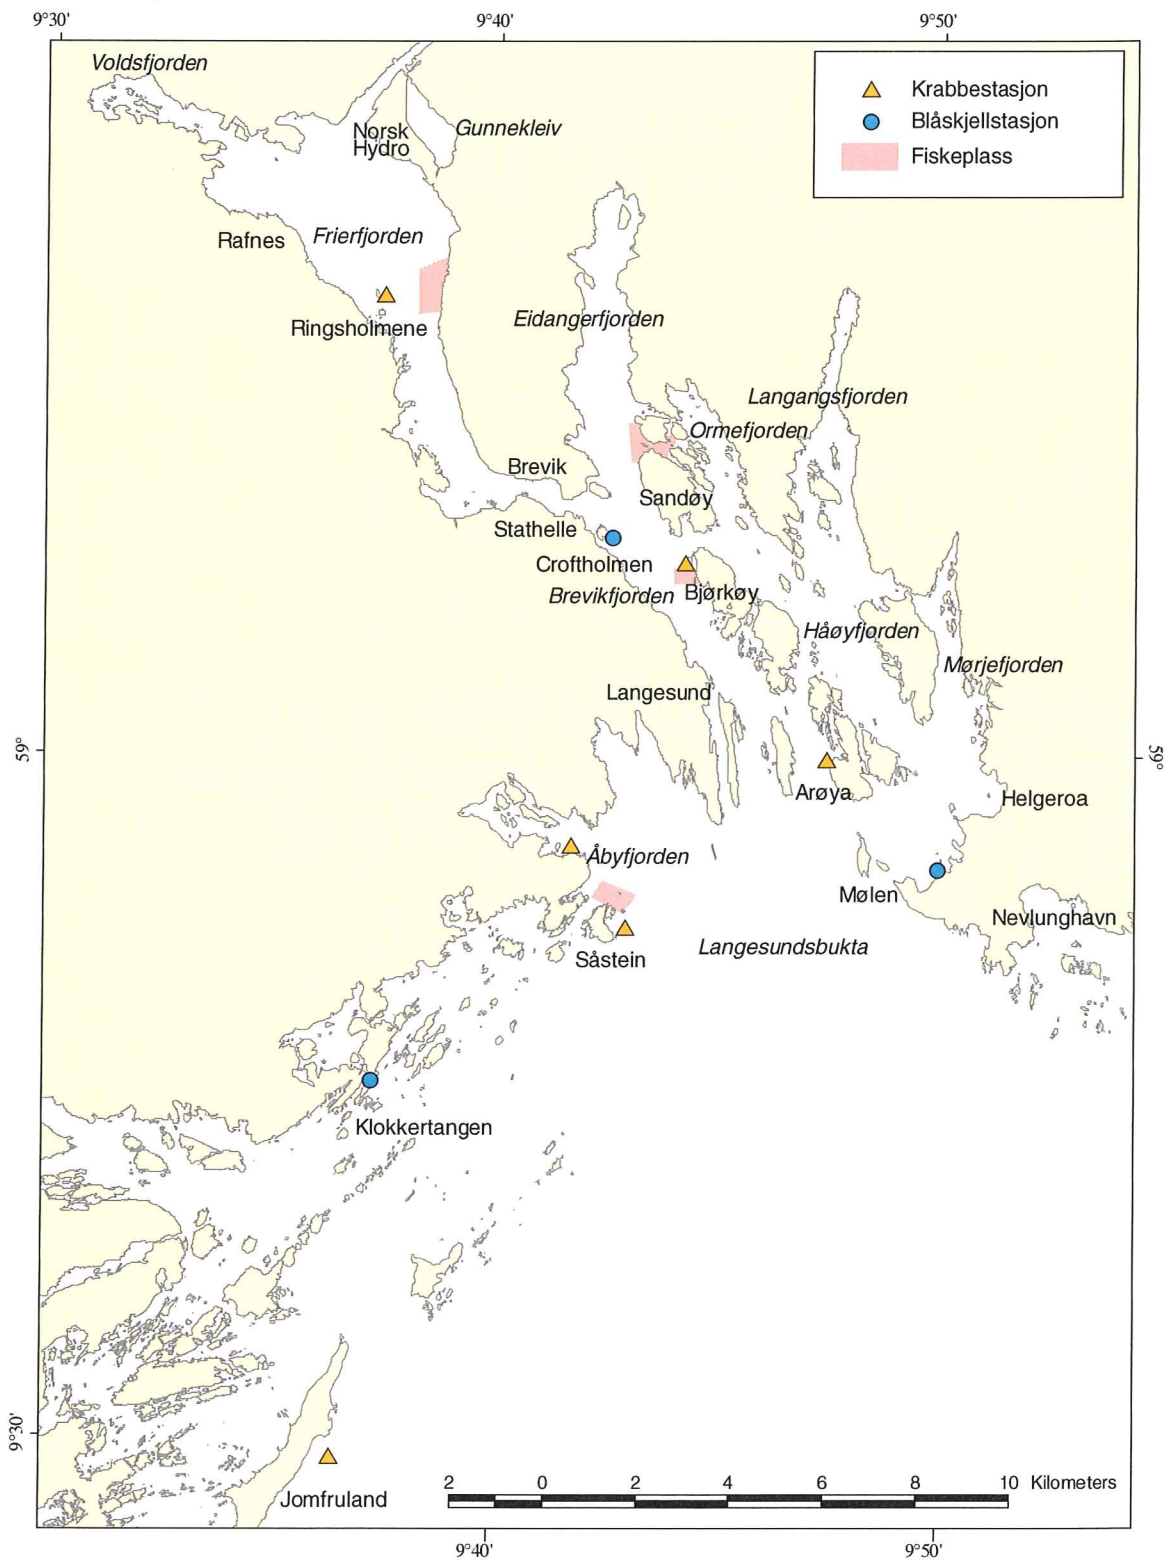 9°30'
9°40'
9°50'
Voldsfjorden
Krabbestasjon
Blåskjellstasjon
Fiskeplass
Norsk
Hydro
Gunnekleiv
Rafnes
Frierfjorden
Ringsholmene
Eidangerfjorden
Langangsfjorden
Ormefjorden
Brevik
Sandøy
Stathelle
Croftholmen
Brevikfjorden
Bjørkøy
Håøyfjorden
Mørjefjorden
Langesund
59°
59°
Arøya
Helgeroa
Åbyfjorden
Mølen
Nevlunghavn
Såstein
Langesundsbukta
Klokkertangen
9°30'
Jomfruland
2 0 2 4 6 8 10 Kilometers
9°40'
9°50'